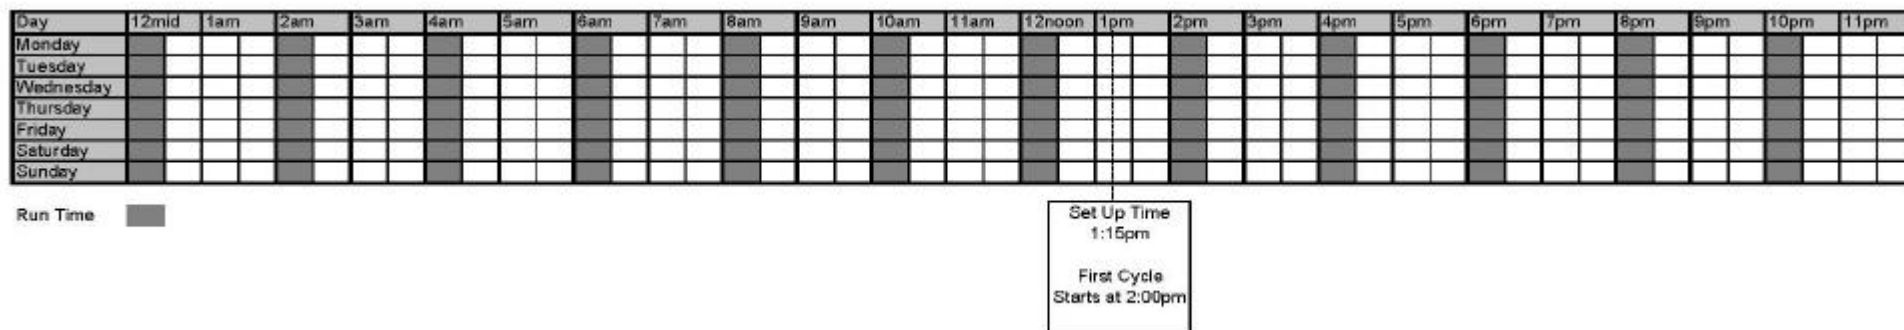 Day 12mid 1am 2am 3am 4am 5am 6am 7am 8am 9am 10am 11am 12noon 1pm 2pm 3pm 4pm 5pm 6pm 7pm 8pm 9pm 10pm 11pm
Monday
Tuesday
Wednesday
Thursday
Friday
Saturday
Sunday
Run Time
Set Up Time
1:15pm
First Cycle
Starts at 2:00pm